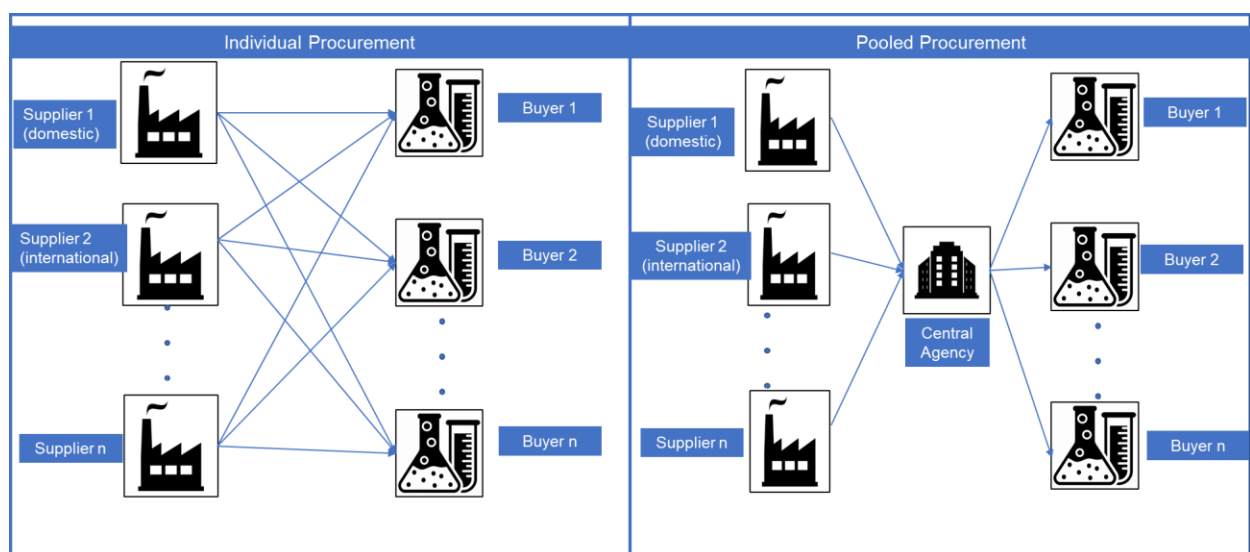 Individual Procurement
Supplier 1
(domestic)
Buyer 1
Supplier 2
(international)
Buyer 2
Supplier n
Buyer n
Pooled Procurement
Supplier 1
(domestic)
Buyer 1
Supplier 2
(international)
Buyer 2
Central
Agency
Supplier n
Buyer n